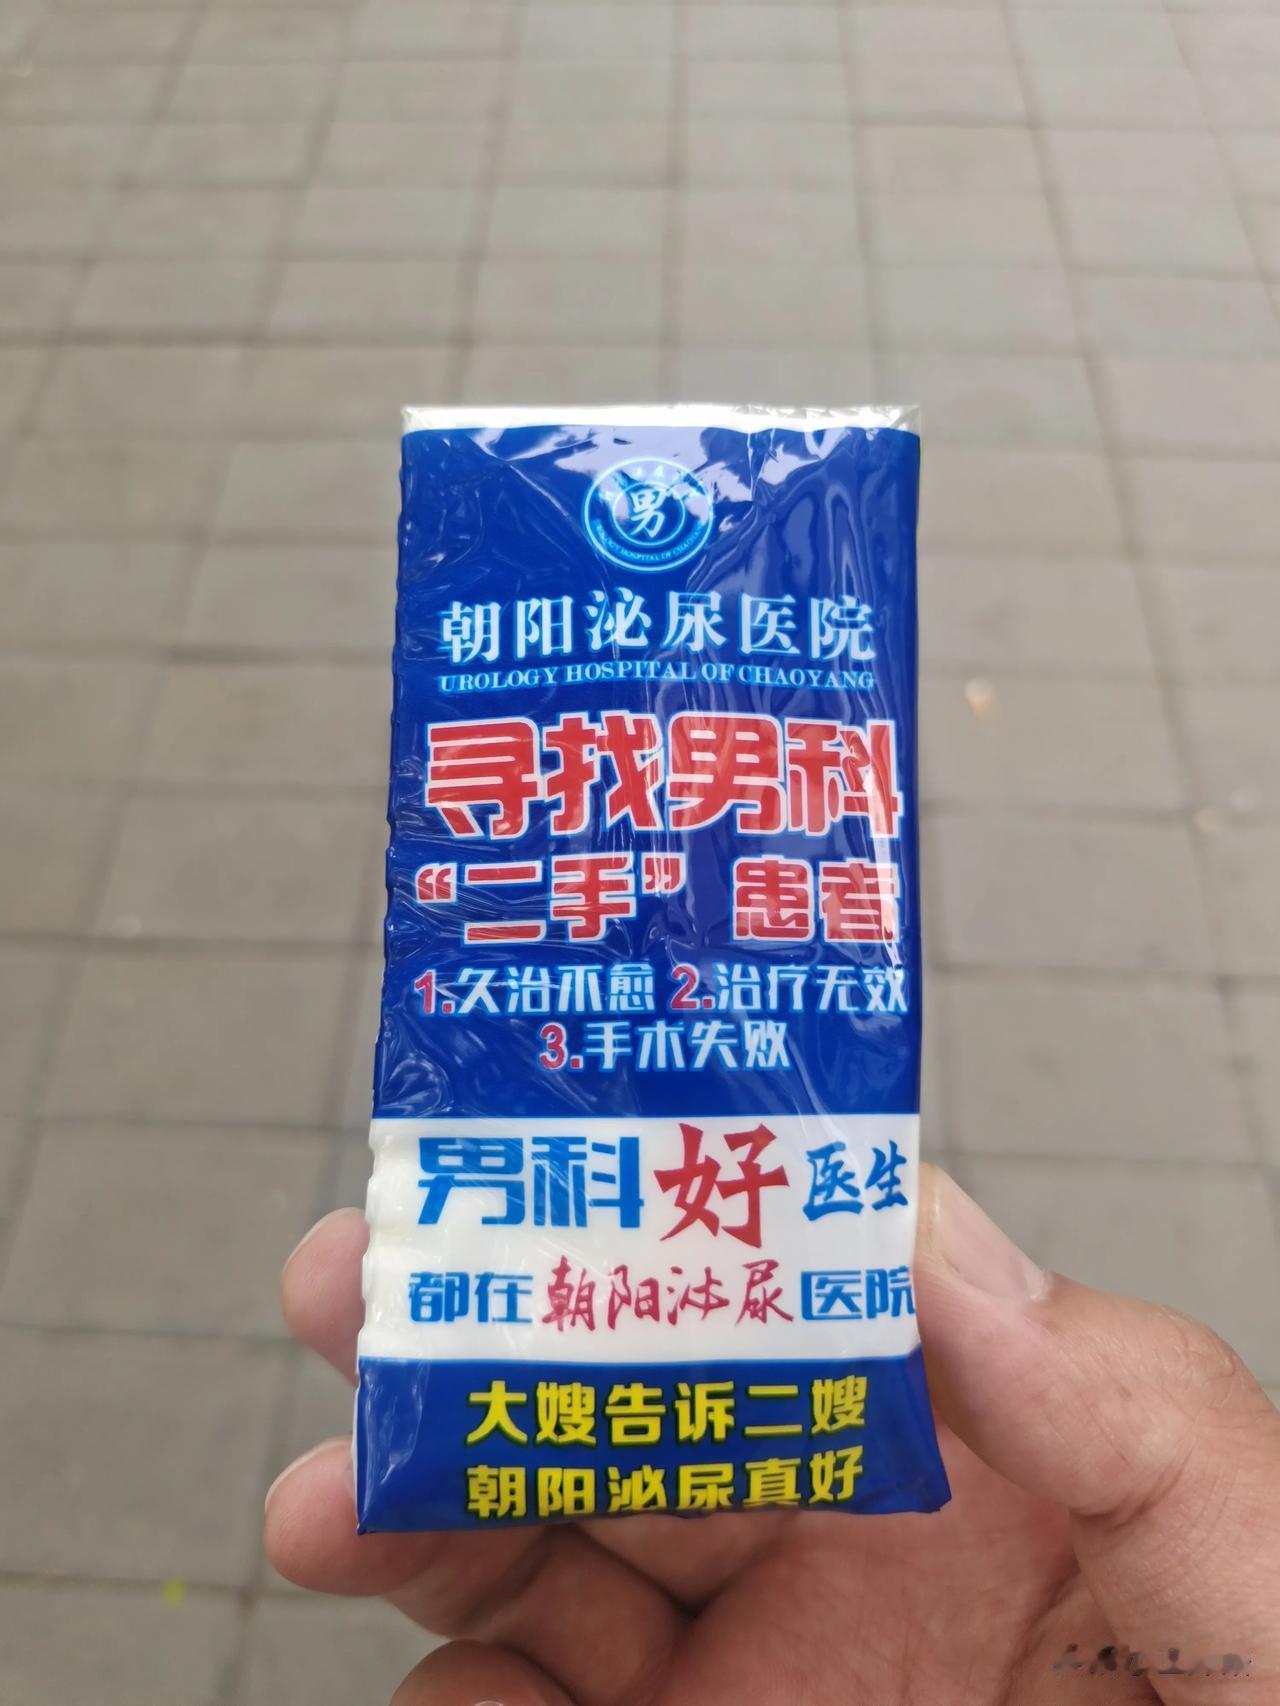 男
朝阳泌尿医院
UROLOGY HOSPITAL OF CHAOYANG
寻找男科
“二手”患者
1.久治不愈 2.治疗无效
3.手术失败
男科好医生
都在朝阳泌尿医院
大嫂告诉二嫂
朝阳泌尿真好